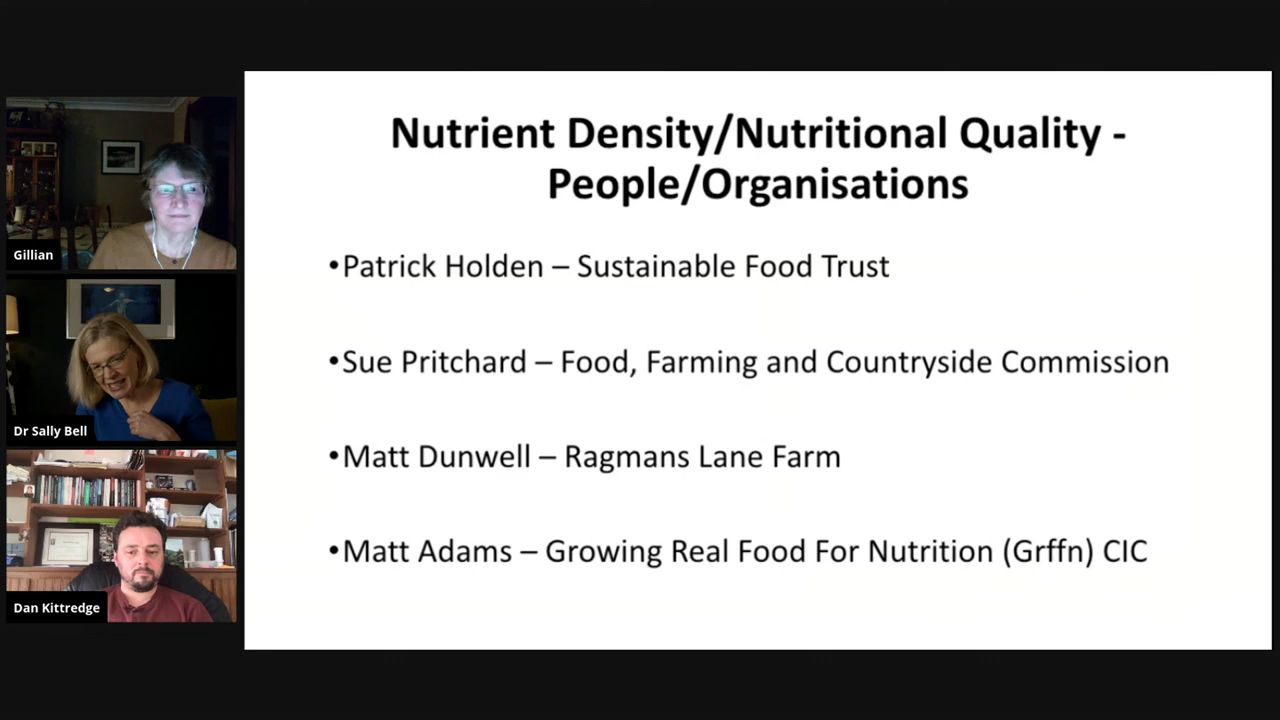 Nutrient Density/Nutritional Quality -
People/Organisations
•Patrick Holden – Sustainable Food Trust
•Sue Pritchard – Food, Farming and Countryside Commission
•Matt Dunwell – Ragmans Lane Farm
•Matt Adams – Growing Real Food For Nutrition (Grffn) CIC
Gillian
Dr Sally Bell
Dan Kittredge